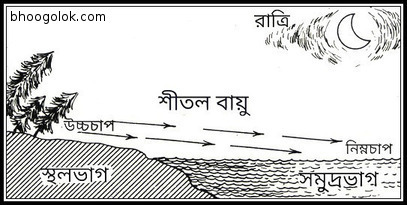 bhoogolok.com
রাত্রি
শীতল বায়ু
উচ্চচাপ
নিম্নচাপ
স্থলভাগ
সমুদ্রভাগ